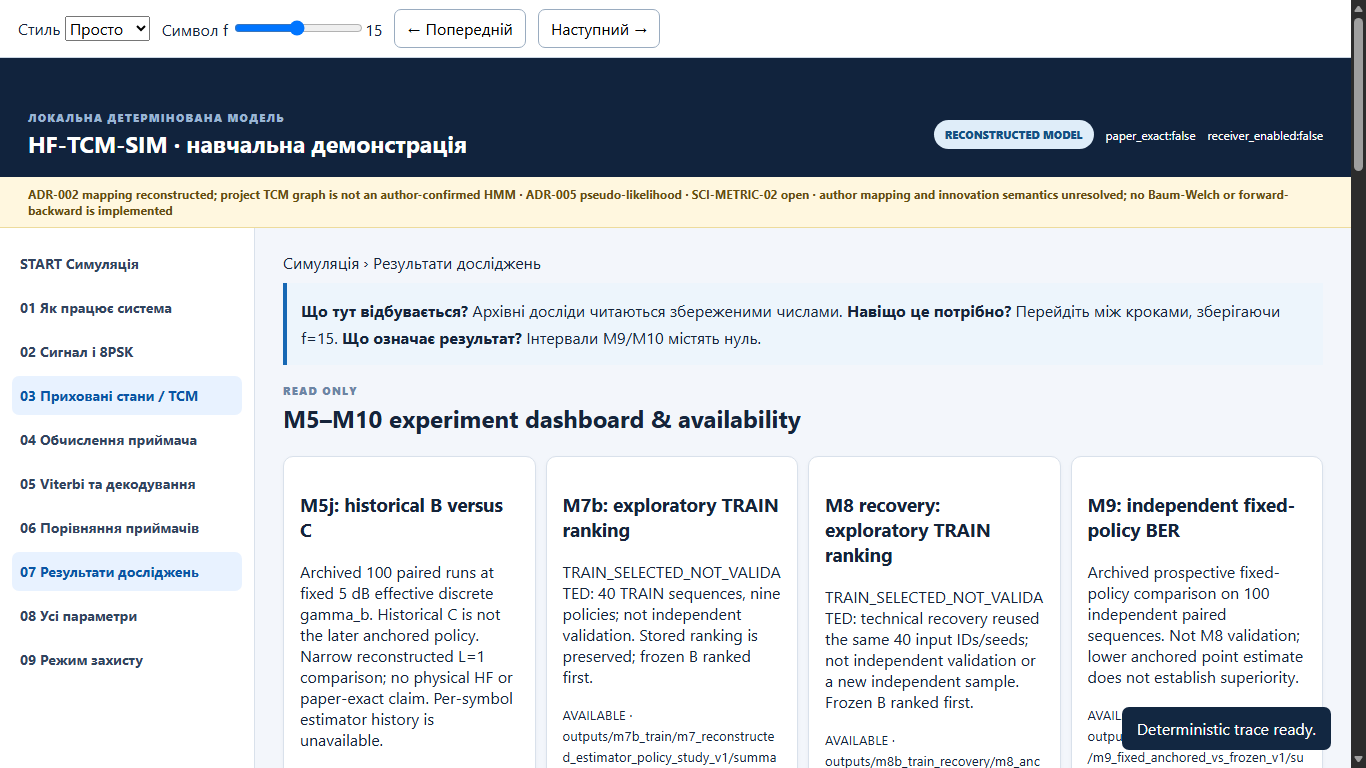 Стиль Просто Символ f 15 ← Попередній Наступний →
ЛОКАЛЬНА ДЕТЕРМІНОВАНА МОДЕЛЬ
HF-TCM-SIM · навчальна демонстрація
RECONSTRUCTED MODEL paper_exact:false receiver_enabled:false
ADR-002 mapping reconstructed; project TCM graph is not an author-confirmed HMM · ADR-005 pseudo-likelihood · SCI-METRIC-02 open · author mapping and innovation semantics unresolved; no Baum-Welch or forward-
backward is implemented
START Симуляція
01 Як працює система
02 Сигнал і 8PSK
03 Приховані стани / TCM
04 Обчислення приймача
05 Viterbi та декодування
06 Порівняння приймачів
07 Результати досліджень
08 Усі параметри
09 Режим захисту
Симуляція › Результати досліджень
Що тут відбувається? Архівні досліди читаються збереженими числами. Навіщо це потрібно? Перейдіть між кроками, зберігаючи
f=15. Що означає результат? Інтервали M9/M10 містять нуль.
READ ONLY
M5–M10 experiment dashboard & availability
M5j: historical B versus
C
Archived 100 paired runs at
fixed 5 dB effective discrete
gamma_b. Historical C is not
the later anchored policy.
Narrow reconstructed L=1
comparison; no physical HF or
paper-exact claim. Per-symbol
estimator history is
unavailable.
M7b: exploratory TRAIN
ranking
TRAIN_SELECTED_NOT_VALIDA
TED: 40 TRAIN sequences, nine
policies; not independent
validation. Stored ranking is
preserved; frozen B ranked
first.
AVAILABLE ·
outputs/m7b_train/m7_reconstructe
d_estimator_policy_study_v1/summa
M8 recovery:
exploratory TRAIN
ranking
TRAIN_SELECTED_NOT_VALIDA
TED: technical recovery reused
the same 40 input IDs/seeds;
not independent validation or
a new independent sample.
Frozen B ranked first.
AVAILABLE ·
outputs/m8b_train_recovery/m8_anc
M9: independent fixed-
policy BER
Archived prospective fixed-
policy comparison on 100
independent paired
sequences. Not M8 validation;
lower anchored point estimate
does not establish superiority.
AVAIL
outpu
/m9_fixed_anchored_vs_frozen_v1/su
Deterministic trace ready.